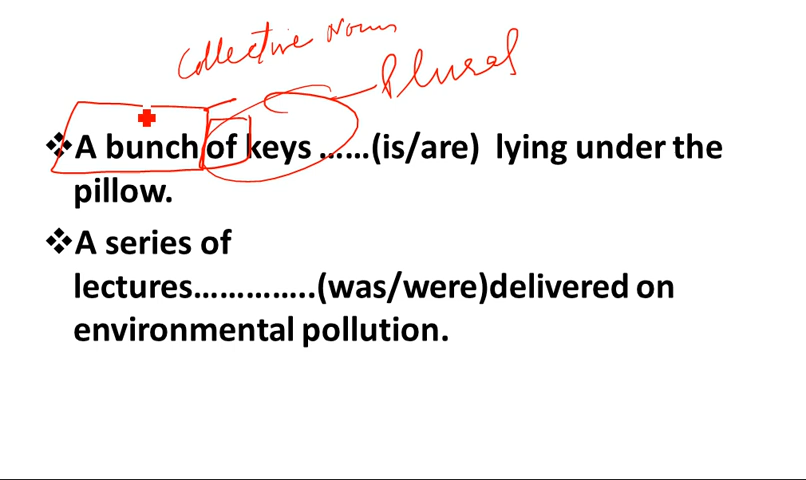 Collective Noun
Plural
❖A bunch of keys ......(is/are) lying under the
pillow.
❖A series of
lectures…………..(was/were)delivered on
environmental pollution.